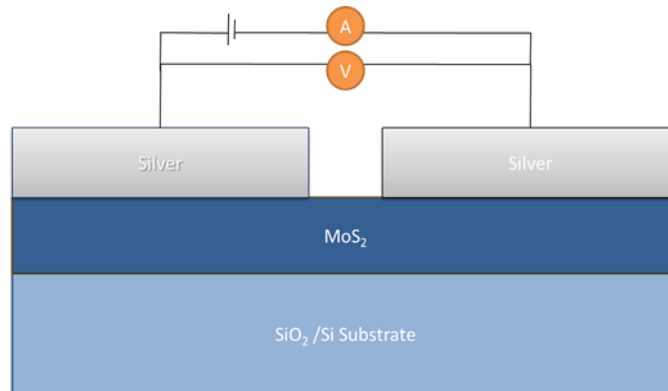 A
V
Silver
Silver
MoS₂
SiO₂ /Si Substrate